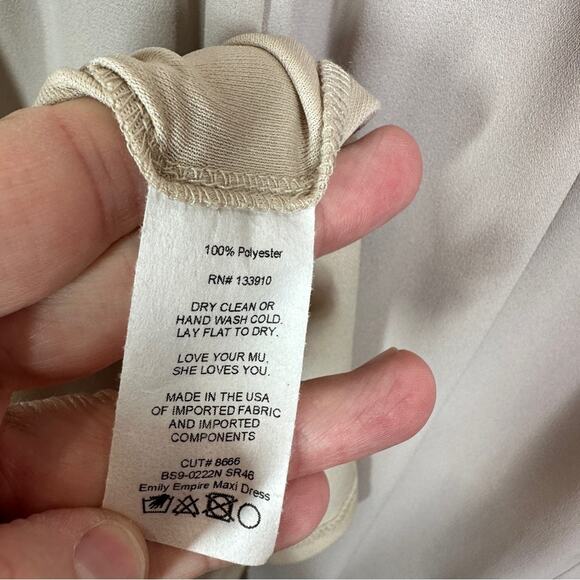 100% Polyester
RN# 133910
DRY CLEAN OR
HAND WASH COLD.
LAY FLAT TO DRY.
LOVE YOUR MU,
SHE LOVES YOU.
MADE IN THE USA
OF IMPORTED FABRIC
AND IMPORTED
COMPONENTS
CUT# 8666
BS9-0222N SR46
Emily Empire Maxi Dress